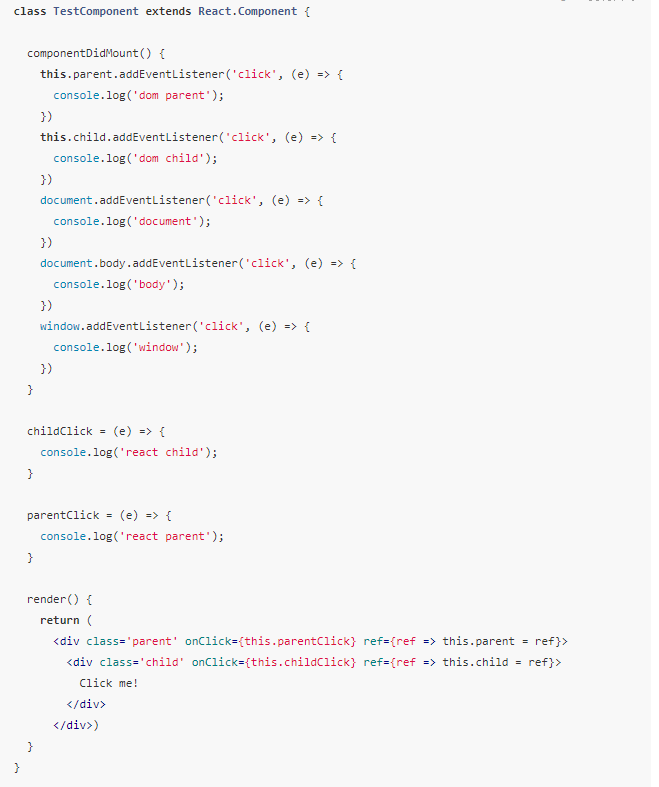 class TestComponent extends React.Component {

  componentDidMount() {
    this.parent.addEventListener('click', (e) => {
      console.log('dom parent');
    })
    this.child.addEventListener('click', (e) => {
      console.log('dom child');
    })
    document.addEventListener('click', (e) => {
      console.log('document');
    })
    document.body.addEventListener('click', (e) => {
      console.log('body');
    })
    window.addEventListener('click', (e) => {
      console.log('window');
    })
  }

  childClick = (e) => {
    console.log('react child');
  }

  parentClick = (e) => {
    console.log('react parent');
  }

  render() {
    return (
      <div class='parent' onClick={this.parentClick} ref={ref => this.parent = ref}>
        <div class='child' onClick={this.childClick} ref={ref => this.child = ref}>
          Click me!
        </div>
      </div>)
  }
}